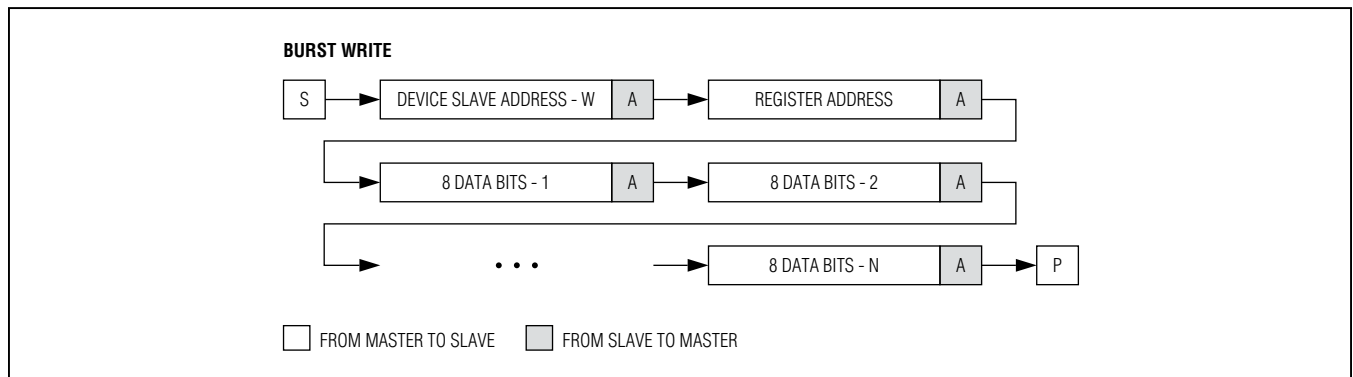 BURST WRITE
S DEVICE SLAVE ADDRESS - W A REGISTER ADDRESS A
8 DATA BITS - 1 A 8 DATA BITS - 2 A
• • • 8 DATA BITS - N A P
FROM MASTER TO SLAVE FROM SLAVE TO MASTER